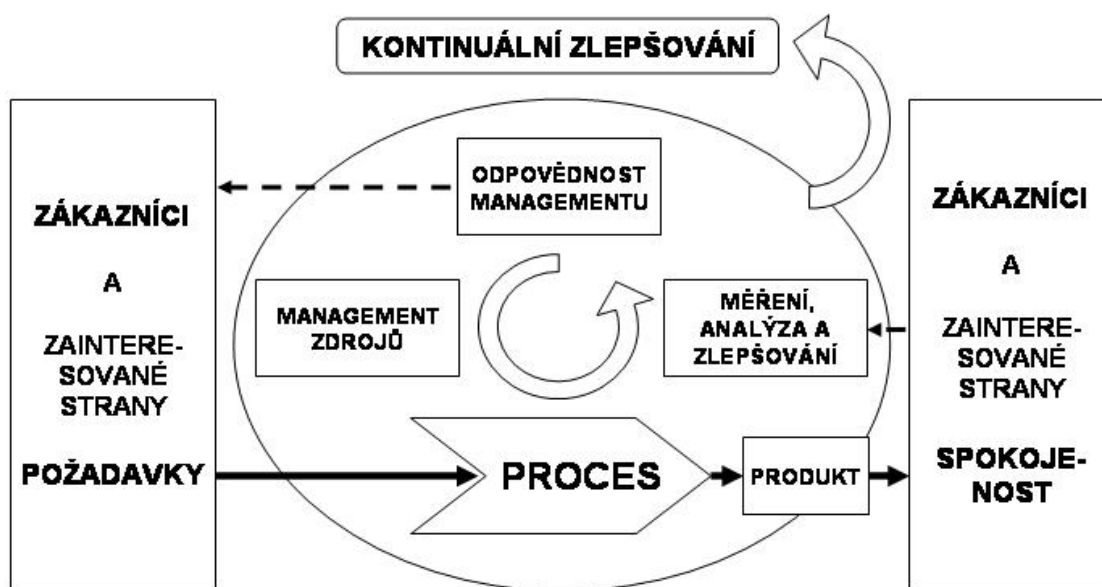 KONTINUÁLNÍ ZLEPŠOVÁNÍ
ZÁKAZNÍCI
A
ZAINTERE-
SOVANÉ
STRANY
POŽADAVKY
ODPOVĚDNOST
MANAGEMENTU
MANAGEMENT
ZDROJŮ
MĚŘENÍ,
ANALÝZA A
ZLEPŠOVÁNÍ
PROCES
PRODUKT
ZÁKAZNÍCI
A
ZAINTERE-
SOVANÉ
STRANY
SPOKOJE-
NOST